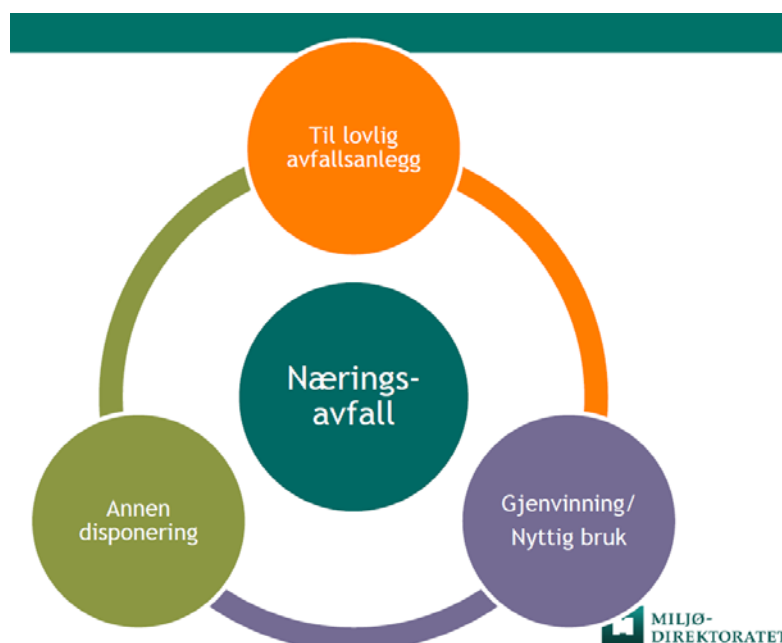 Til lovlig
avfallsanlegg
Nærings-
avfall
Annen
disponering
Gjenvinning/
Nyttig bruk
MILJØ-
DIREKTORATET